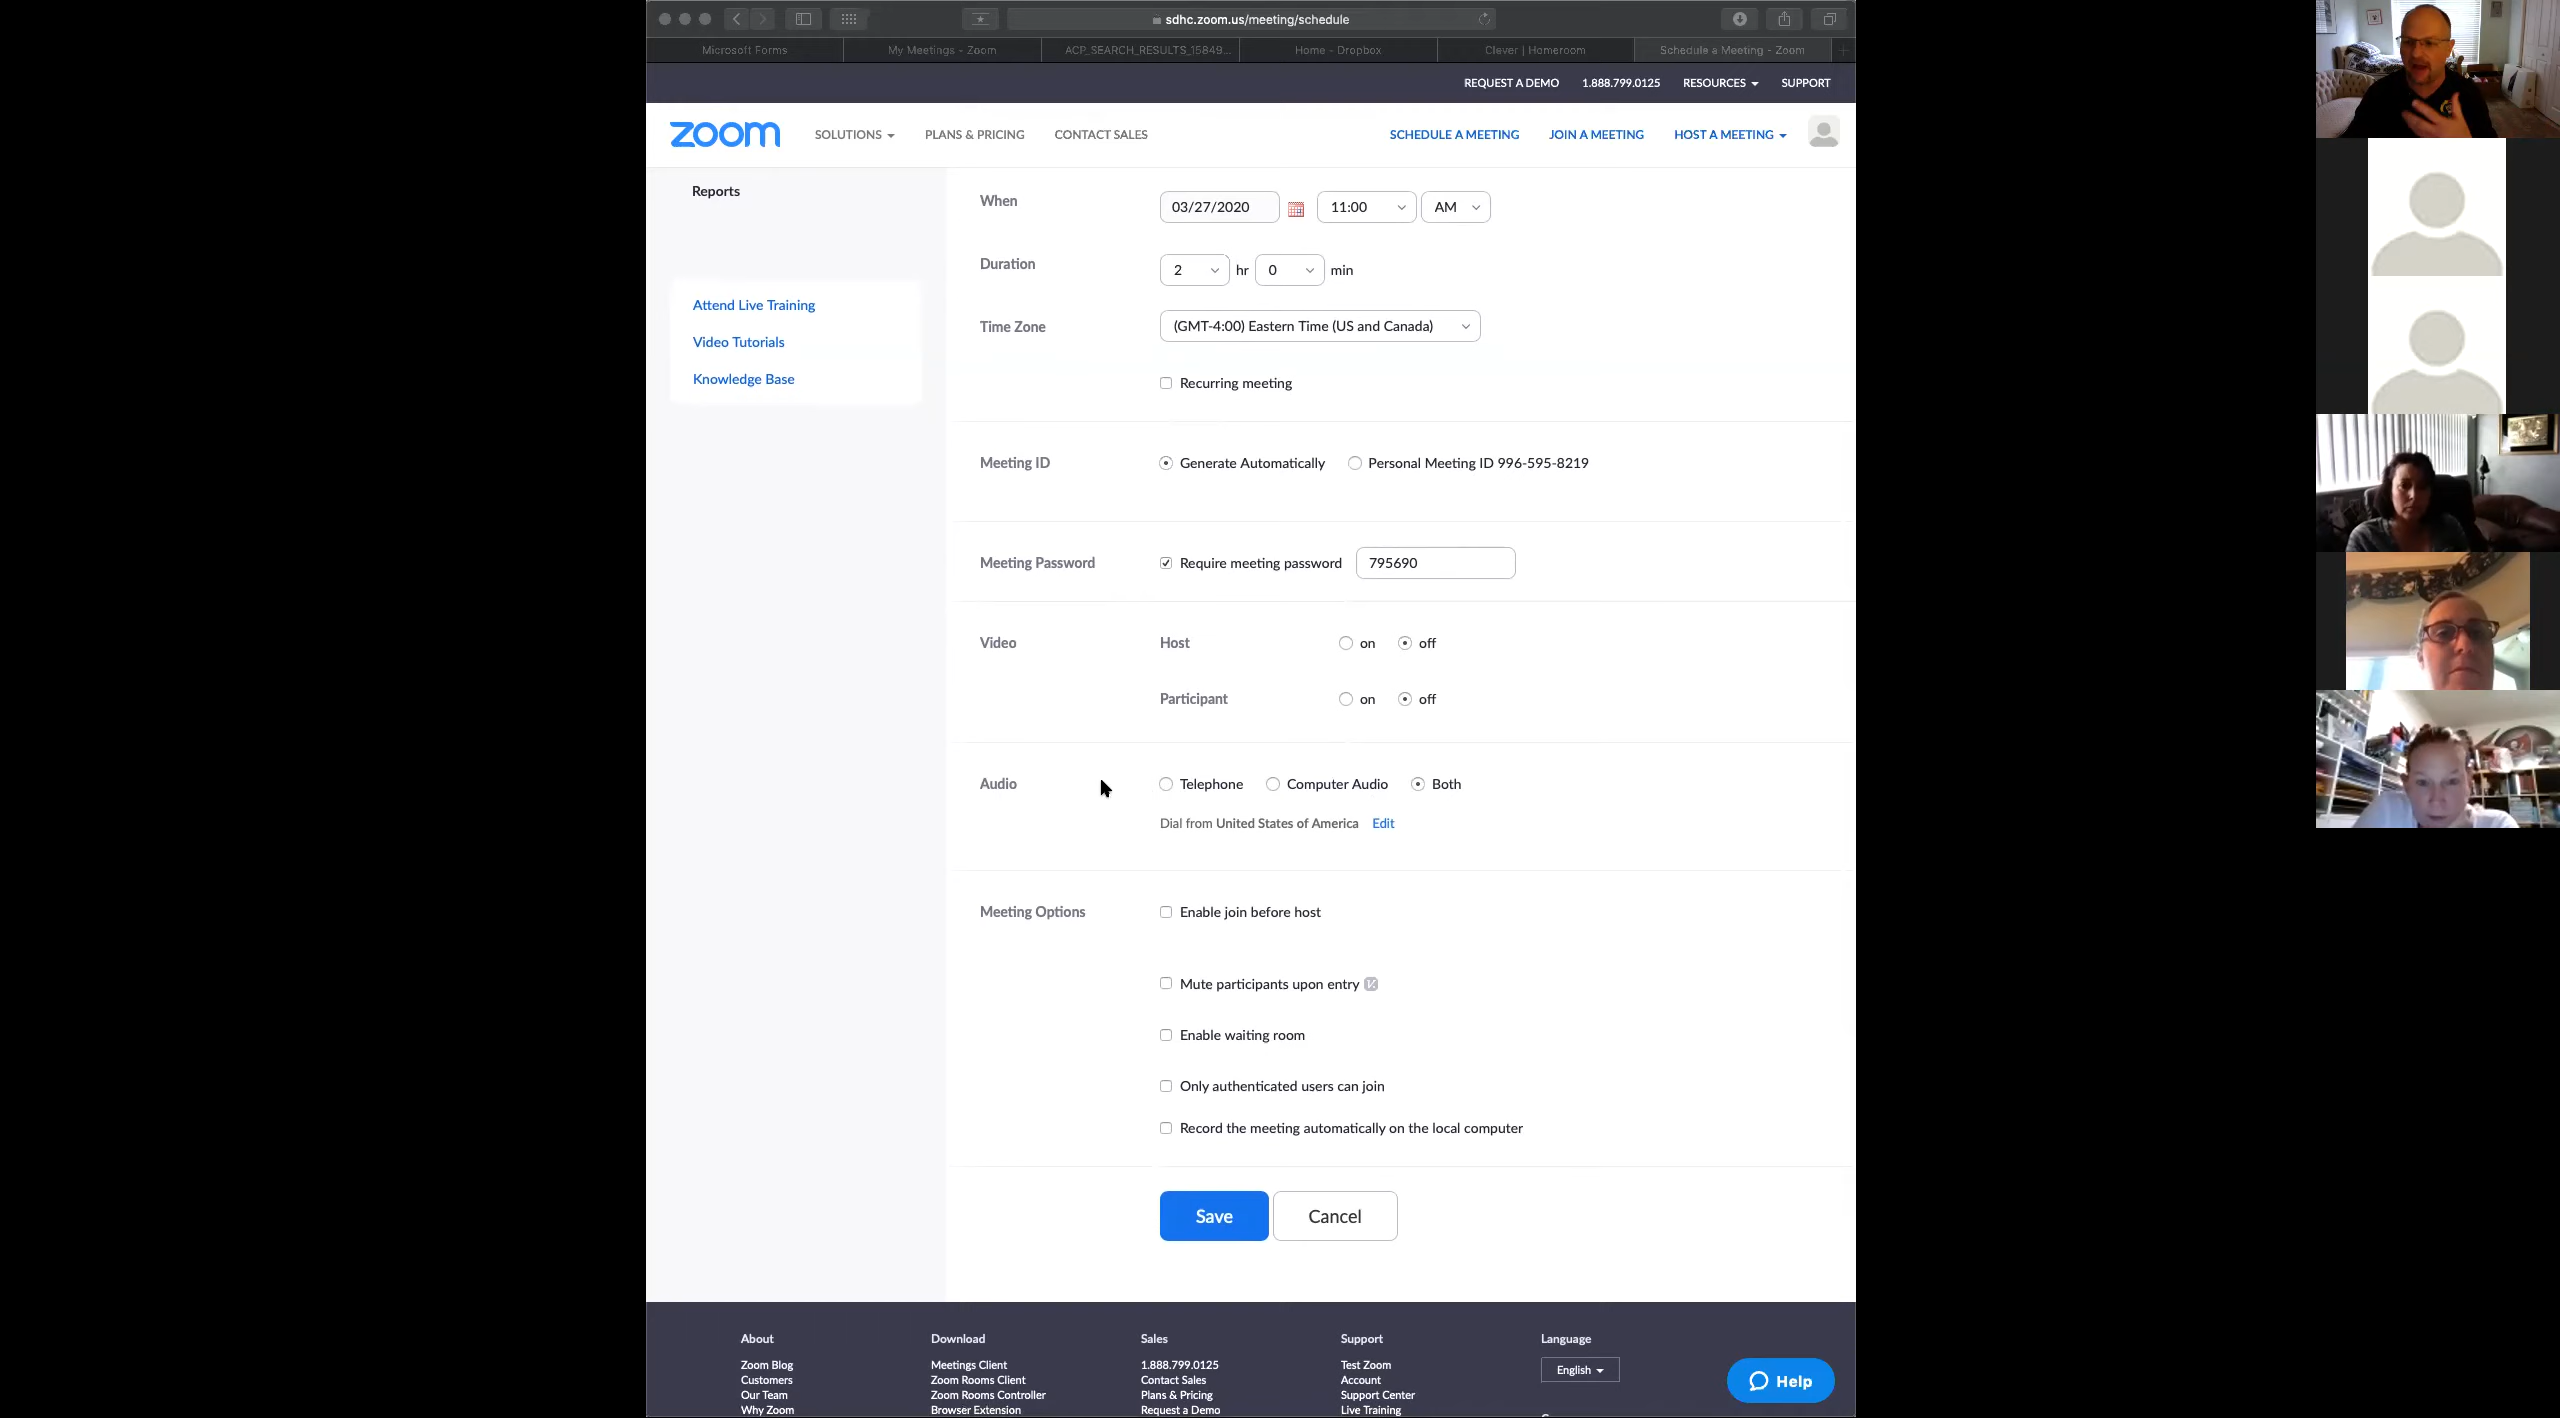 sdhc.zoom.us/meeting/schedule
Microsoft Forms
My Meetings - Zoom
ACP_SEARCH_RESULTS_15849...
Home - Dropbox
Clever | Homeroom
Schedule a Meeting - Zoom
REQUEST A DEMO 1.888.799.0125 RESOURCES SUPPORT
zoom SOLUTIONS PLANS & PRICING CONTACT SALES SCHEDULE A MEETING JOIN A MEETING HOST A MEETING
Reports
Attend Live Training
Video Tutorials
Knowledge Base
When 03/27/2020 11:00 AM
Duration 2 hr 0 min
Time Zone (GMT-4:00) Eastern Time (US and Canada)
Recurring meeting
Meeting ID Generate Automatically Personal Meeting ID 996-595-8219
Meeting Password Require meeting password 795690
Video Host on off
Participant on off
Audio Telephone Computer Audio Both
Dial from United States of America Edit
Meeting Options Enable join before host
Mute participants upon entry
Enable waiting room
Only authenticated users can join
Record the meeting automatically on the local computer
Save Cancel
About
Zoom Blog
Customers
Our Team
Why Zoom
Download
Meetings Client
Zoom Rooms Client
Zoom Rooms Controller
Browser Extension
Sales
1.888.799.0125
Contact Sales
Plans & Pricing
Request a Demo
Support
Test Zoom
Account
Support Center
Live Training
Language
English
Help